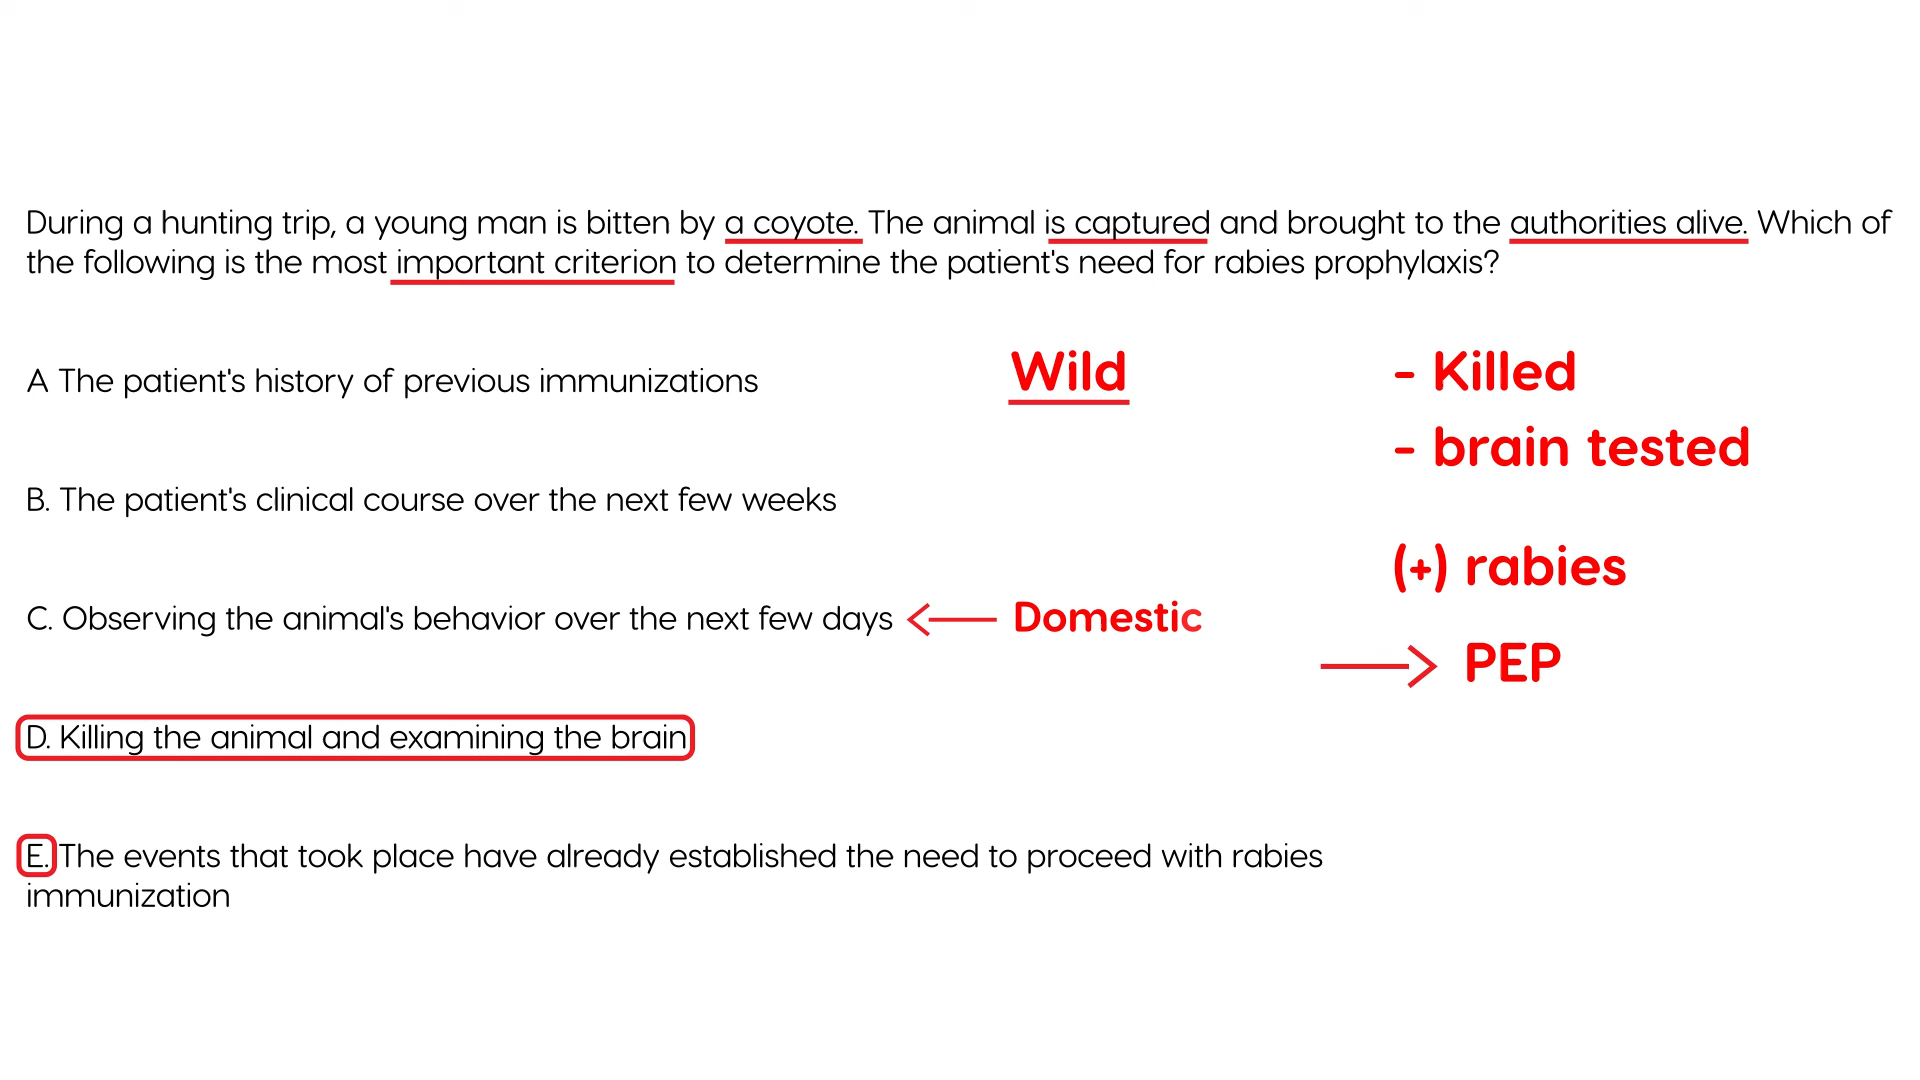 During a hunting trip, a young man is bitten by a coyote. The animal is captured and brought to the authorities alive. Which of
the following is the most important criterion to determine the patient's need for rabies prophylaxis?
A The patient's history of previous immunizations
Wild
- Killed
- brain tested
B. The patient's clinical course over the next few weeks
(+) rabies
C. Observing the animal's behavior over the next few days
Domestic
PEP
D. Killing the animal and examining the brain
E. The events that took place have already established the need to proceed with rabies
immunization